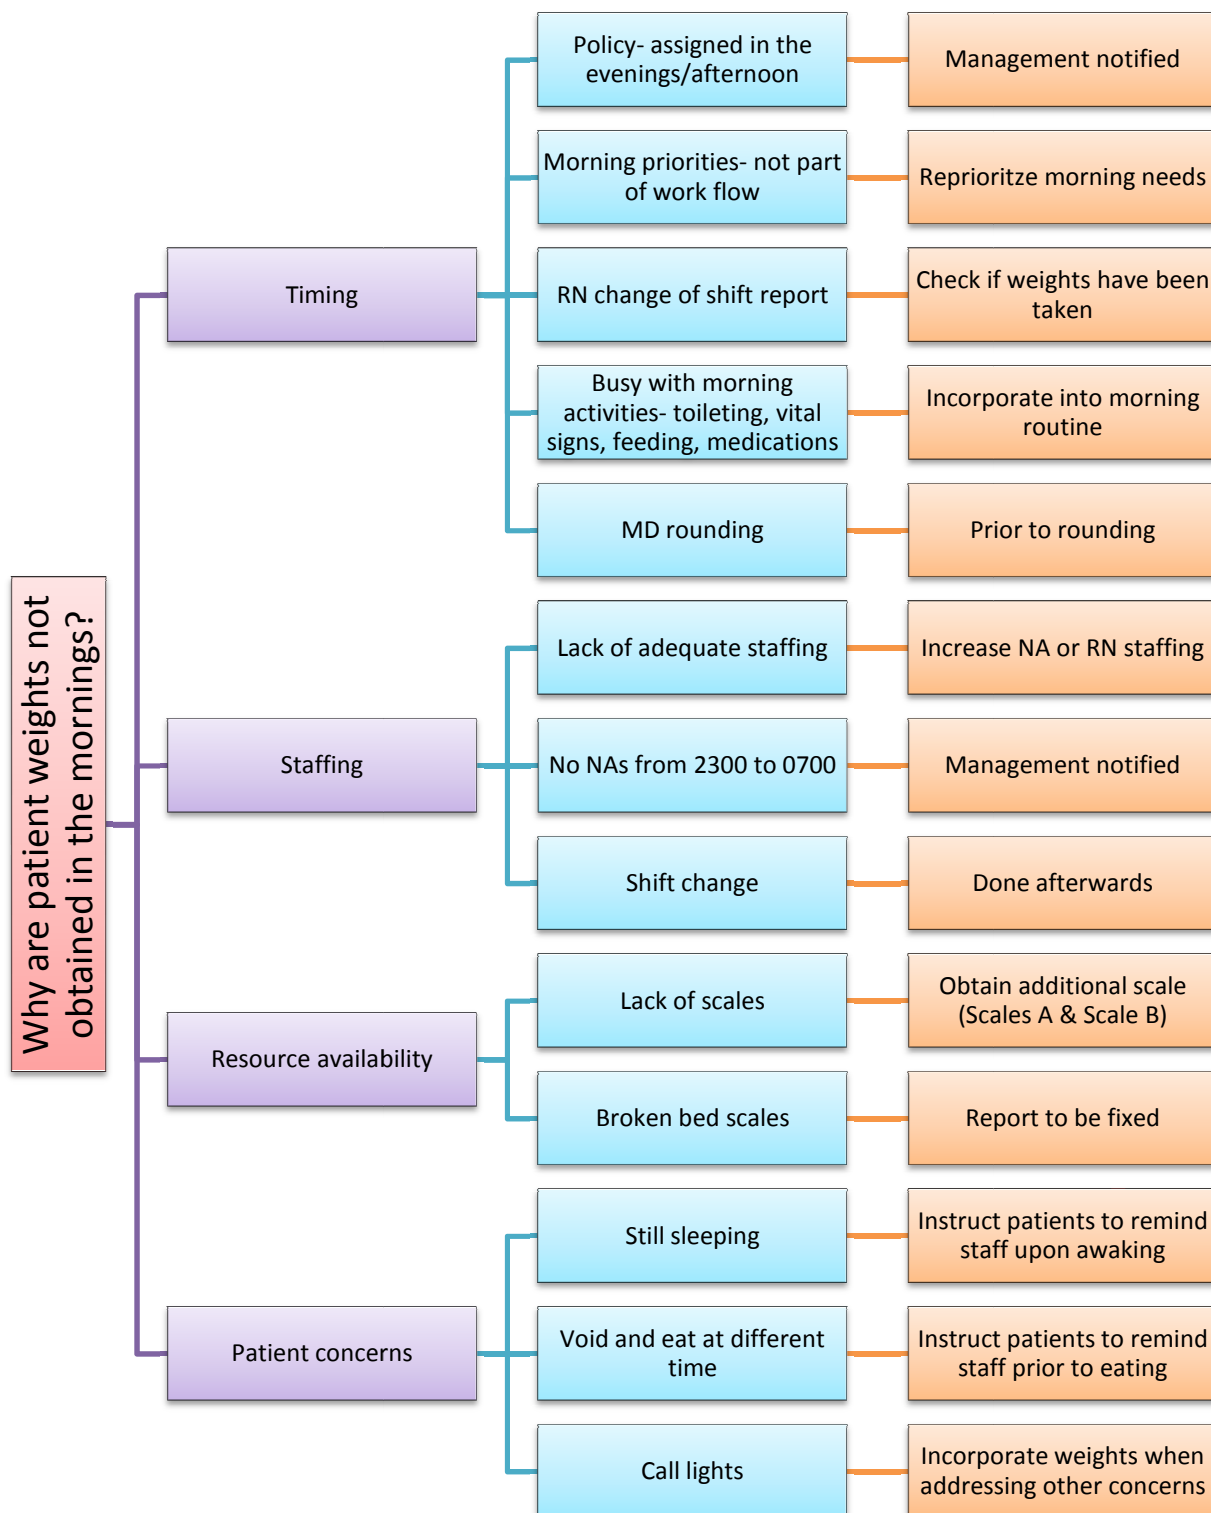 Why are patient weights not
obtained in the mornings?
Timing
Policy- assigned in the
evenings/afternoon
Management notified
Morning priorities- not part
of work flow
Reprioritze morning needs
RN change of shift report
Check if weights have been
taken
Busy with morning
activities- toileting, vital
signs, feeding, medications
Incorporate into morning
routine
MD rounding
Prior to rounding
Staffing
Lack of adequate staffing
Increase NA or RN staffing
No NAs from 2300 to 0700
Management notified
Shift change
Done afterwards
Resource availability
Lack of scales
Obtain additional scale
(Scales A & Scale B)
Broken bed scales
Report to be fixed
Patient concerns
Still sleeping
Instruct patients to remind
staff upon awaking
Void and eat at different
time
Instruct patients to remind
staff prior to eating
Call lights
Incorporate weights when
addressing other concerns